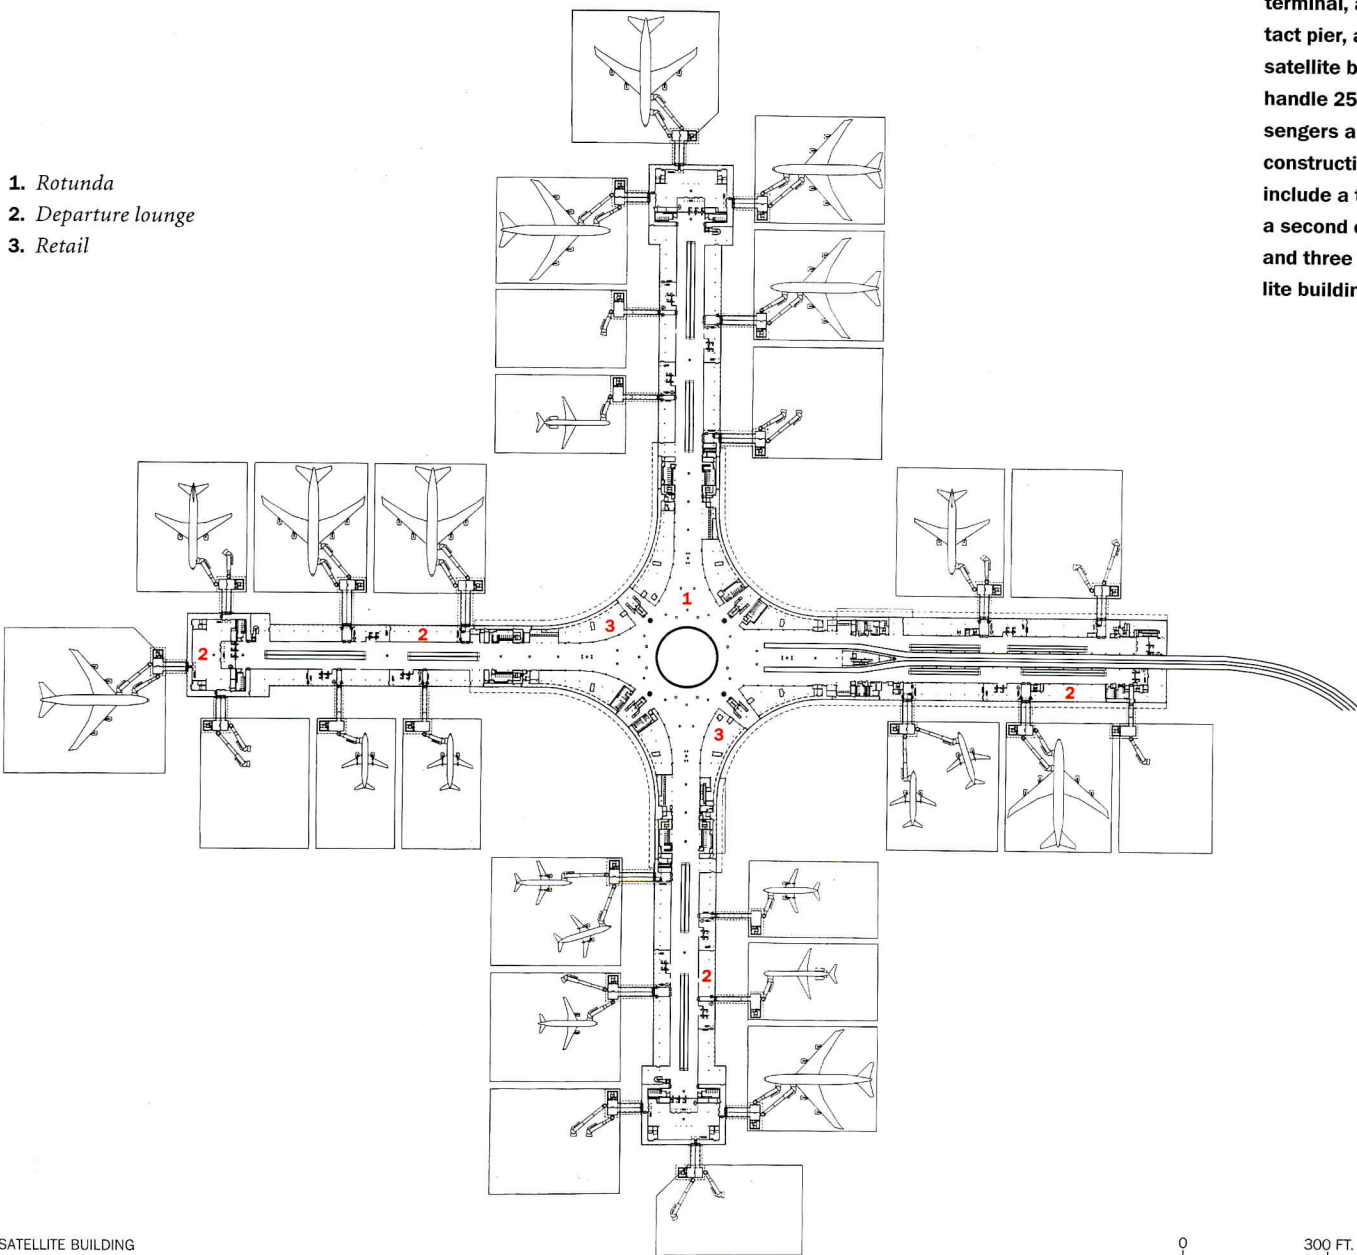 terminal, a
tact pier, a
satellite b
handle 25
sengers a
constructi
include a
a second
and three
lite buildin
1. Rotunda
2. Departure lounge
3. Retail
1
3
2
2
2
3
2
SATELLITE BUILDING
0 300 FT.